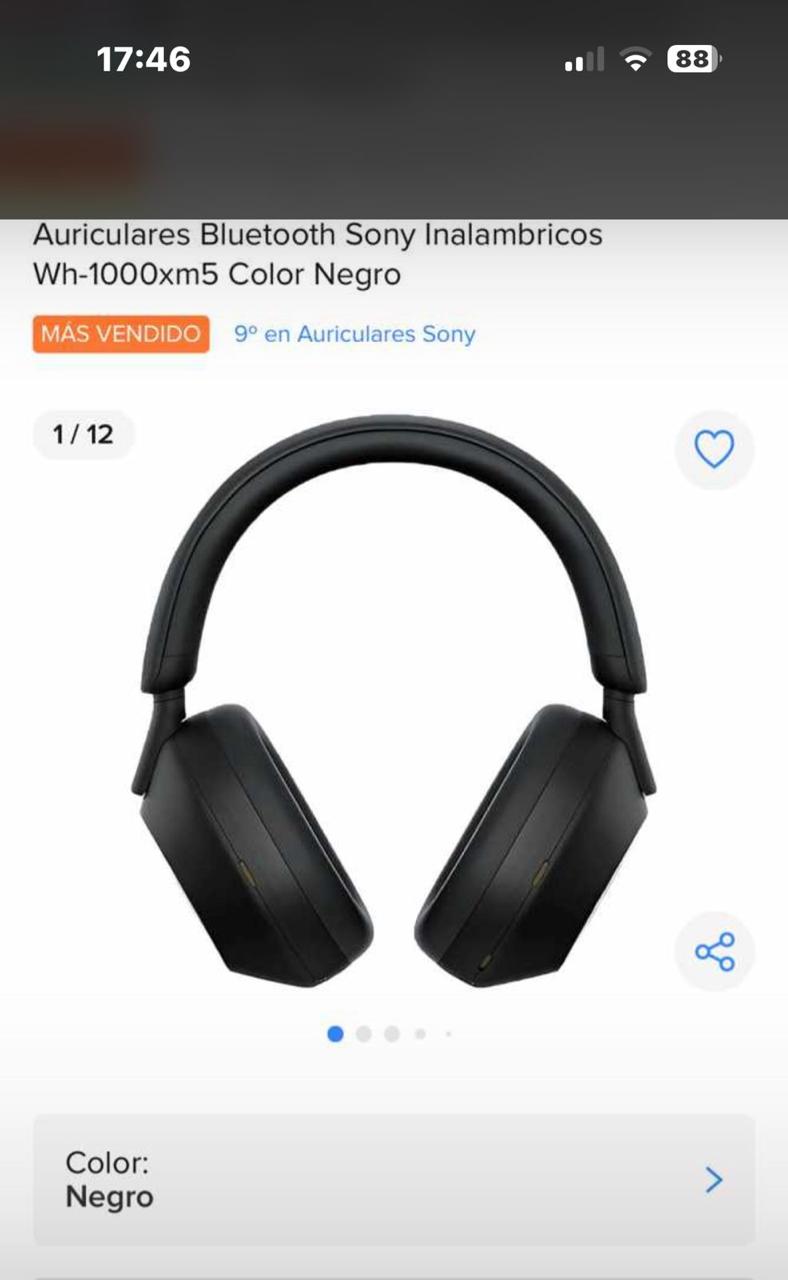 17:46
88
Auriculares Bluetooth Sony Inalambricos
Wh-1000xm5 Color Negro
MÁS VENDIDO 9º en Auriculares Sony
1 / 12
Color:
Negro